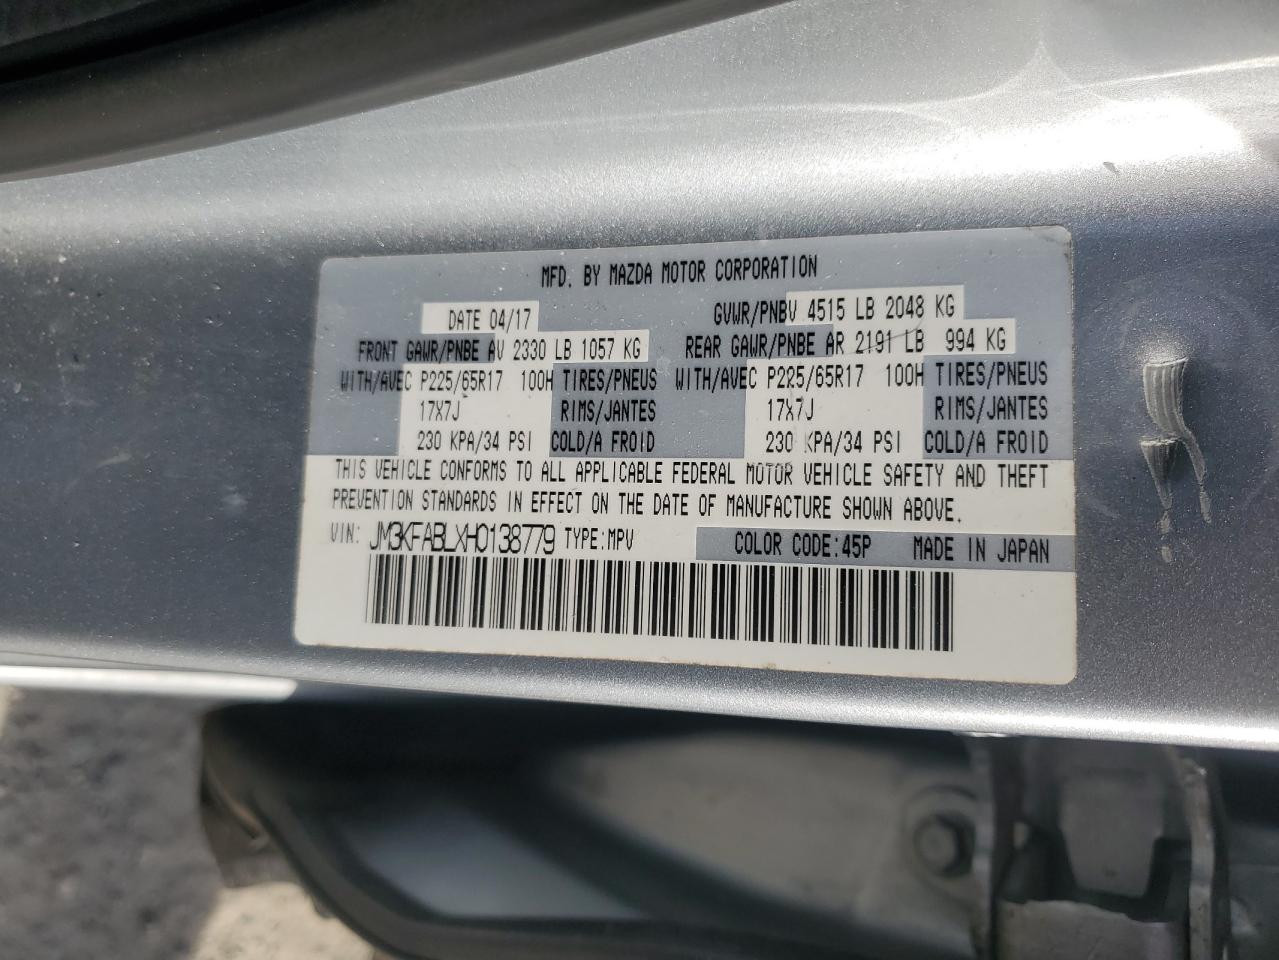 MFD. BY MAZDA MOTOR CORPORATION
DATE 04/17 GVWR/PNBV 4515 LB 2048 KG
FRONT GAWR/PNBE AV 2330 LB 1057 KG REAR GAWR/PNBE AR 2191 LB 994 KG
WITH/AVEC P225/65R17 100H TIRES/PNEUS WITH/AVEC P225/65R17 100H TIRES/PNEUS
17X7J RIMS/JANTES 17X7J RIMS/JANTES
230 KPA/34 PSI COLD/A FROID 230 KPA/34 PSI COLD/A FROID
THIS VEHICLE CONFORMS TO ALL APPLICABLE FEDERAL MOTOR VEHICLE SAFETY AND THEFT
PREVENTION STANDARDS IN EFFECT ON THE DATE OF MANUFACTURE SHOWN ABOVE.
VIN: JM3KFABLXH0138779 TYPE:MPV COLOR CODE:45P MADE IN JAPAN